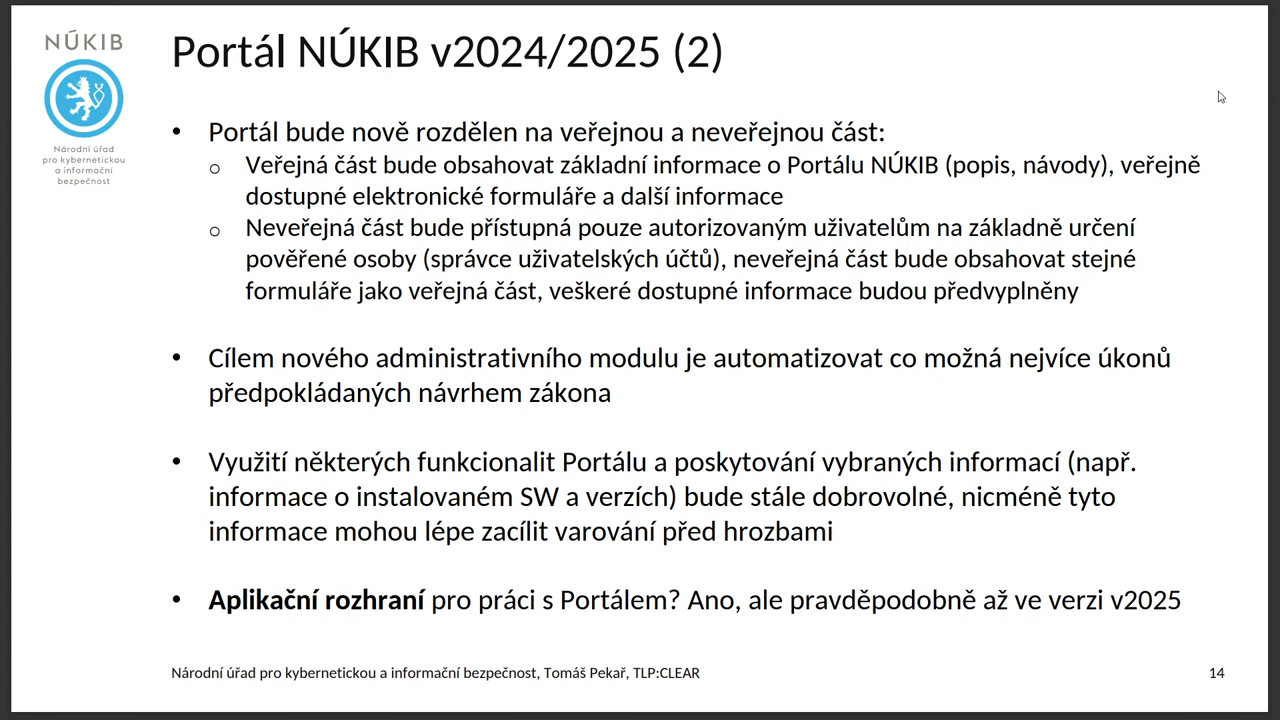 NÚKIB
Národní úřad
pro kybernetickou
a informační
bezpečnost
Portál NÚKIB v2024/2025 (2)
• Portál bude nově rozdělen na veřejnou a neveřejnou část:
o Veřejná část bude obsahovat základní informace o Portálu NÚKIB (popis, návody), veřejně
dostupné elektronické formuláře a další informace
o Neveřejná část bude přístupná pouze autorizovaným uživatelům na základně určení
pověřené osoby (správce uživatelských účtů), neveřejná část bude obsahovat stejné
formuláře jako veřejná část, veškeré dostupné informace budou předvyplněny
• Cílem nového administrativního modulu je automatizovat co možná nejvíce úkonů
předpokládaných návrhem zákona
• Využití některých funkcionalit Portálu a poskytování vybraných informací (např.
informace o instalovaném SW a verzích) bude stále dobrovolné, nicméně tyto
informace mohou lépe zacílit varování před hrozbami
• Aplikační rozhraní pro práci s Portálem? Ano, ale pravděpodobně až ve verzi v2025
Národní úřad pro kybernetickou a informační bezpečnost, Tomáš Pekař, TLP:CLEAR
14